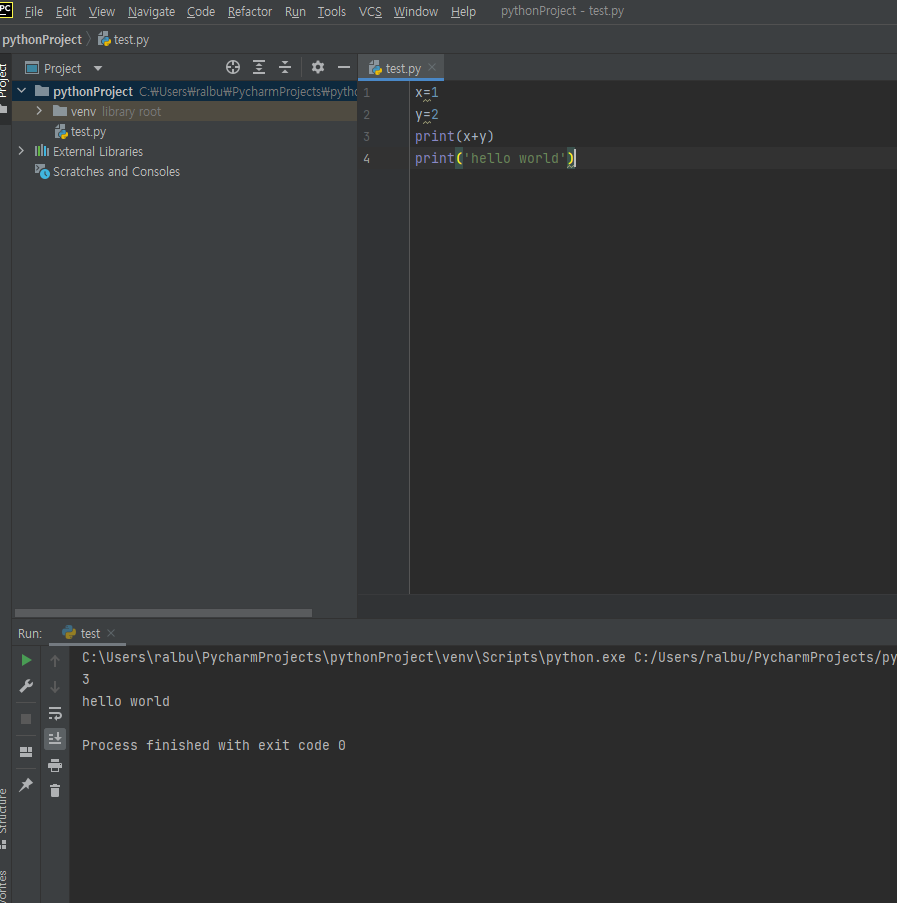 PC File Edit View Navigate Code Refactor Run Tools VCS Window Help pythonProject - test.py
pythonProject test.py
Project
Project
test.py
pythonProject C:₩Users₩ralbu₩PycharmProjects₩pytho
venv library root
test.py
External Libraries
Scratches and Consoles
1 x=1
2 y=2
3 print(x+y)
4 print('hello world')
Run: test
C:\Users\ralbu\PycharmProjects\pythonProject\venv\Scripts\python.exe C:/Users/ralbu/PycharmProjects/py
3
hello world
Process finished with exit code 0
Structure